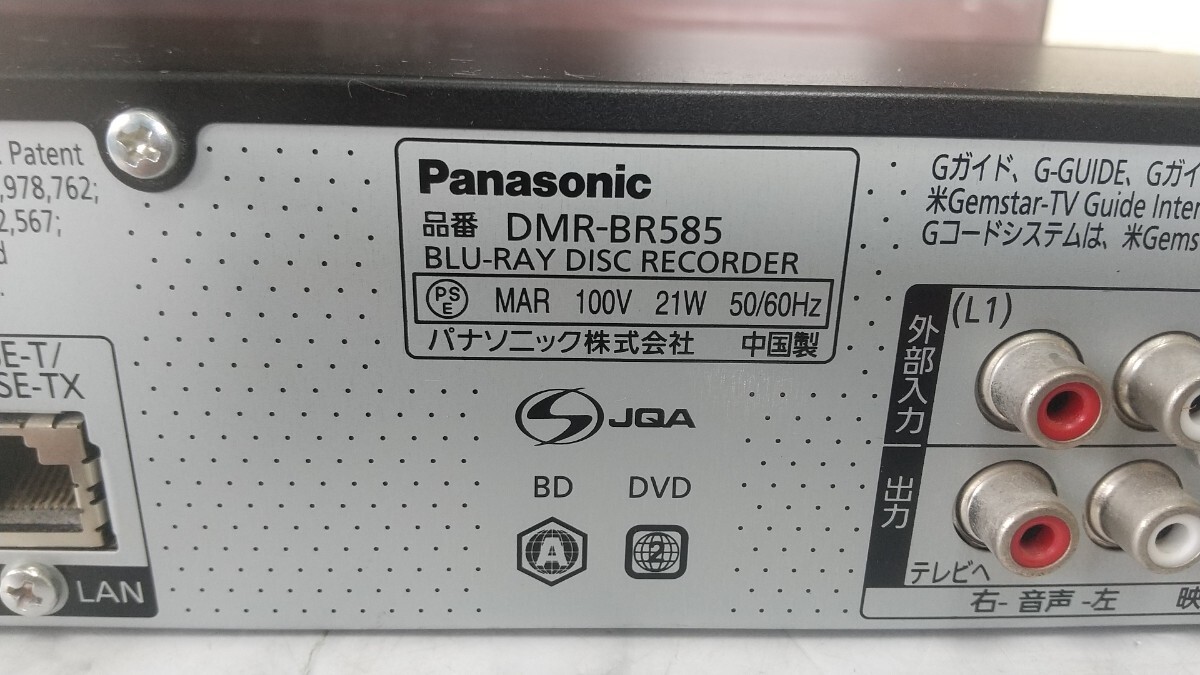 Patent
,978,762;
2,567;
Panasonic
品番 DMR-BR585
BLU-RAY DISC RECORDER
PSE MAR 100V 21W 50/60Hz
パナソニック株式会社 中国製
Gガイド、G-GUIDE、Gガイ
米Gemstar-TV Guide Inter
Gコードシステムは、米Gems
E-T/
SE-TX
LAN
JQA
BD DVD
A 2
(L1)
外部入力
出力
テレビへ
右- 音声 -左 映